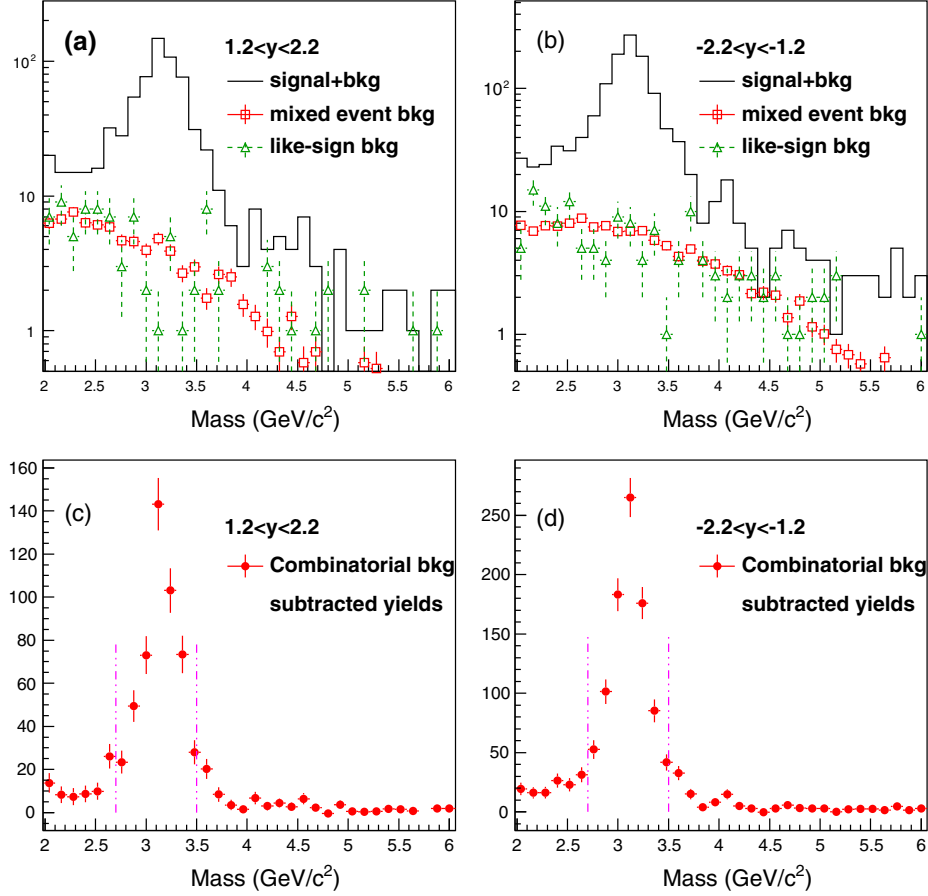 (a)
1.2<y<2.2
signal+bkg
mixed event bkg
like-sign bkg
10²
10
1
2 2.5 3 3.5 4 4.5 5 5.5 6
Mass (GeV/c²)
(b)
-2.2<y<-1.2
signal+bkg
mixed event bkg
like-sign bkg
10²
10
1
2 2.5 3 3.5 4 4.5 5 5.5 6
Mass (GeV/c²)
(c)
1.2<y<2.2
Combinatorial bkg
subtracted yields
160
140
120
100
80
60
40
20
0
2 2.5 3 3.5 4 4.5 5 5.5 6
Mass (GeV/c²)
(d)
-2.2<y<-1.2
Combinatorial bkg
subtracted yields
250
200
150
100
50
0
2 2.5 3 3.5 4 4.5 5 5.5 6
Mass (GeV/c²)